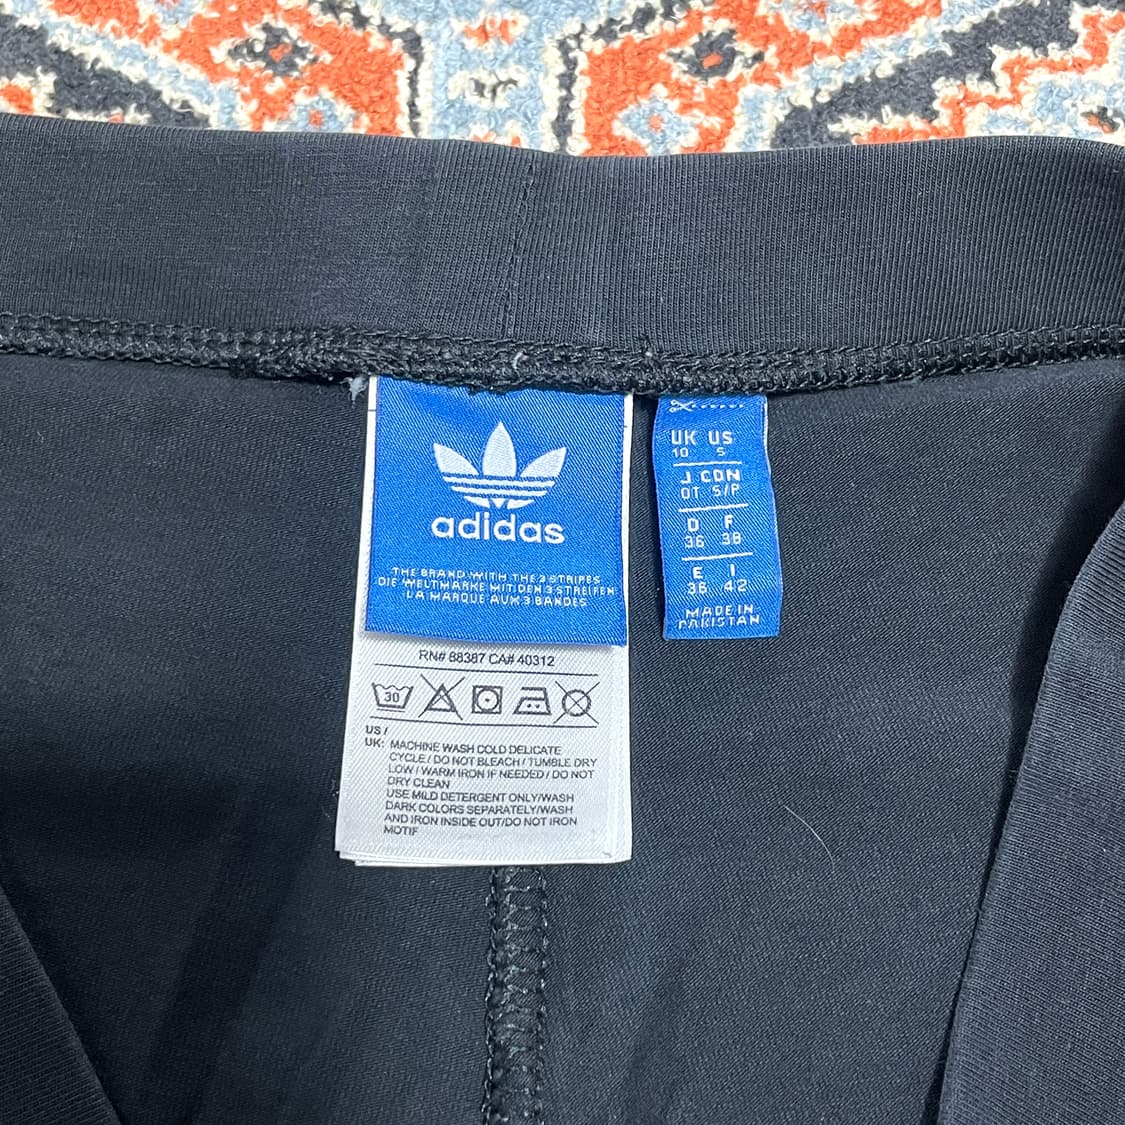 adidas
THE BRAND WITH THE 3 STRIPES
DIE WELTMARKE MIT DEN 3 STREIFEN
LA MARQUE AUX 3 BANDES
RN# 88387 CA# 40312
30
US /
UK: MACHINE WASH COLD DELICATE
CYCLE / DO NOT BLEACH / TUMBLE DRY
LOW / WARM IRON IF NEEDED / DO NOT
DRY CLEAN
USE MILD DETERGENT ONLY/WASH
DARK COLORS SEPARATELY/WASH
AND IRON INSIDE OUT/DO NOT IRON
MOTIF
UK US
10 S
J CDN
OT S/P
D F
36 38
E I
38 42
MADE IN
PAKISTAN